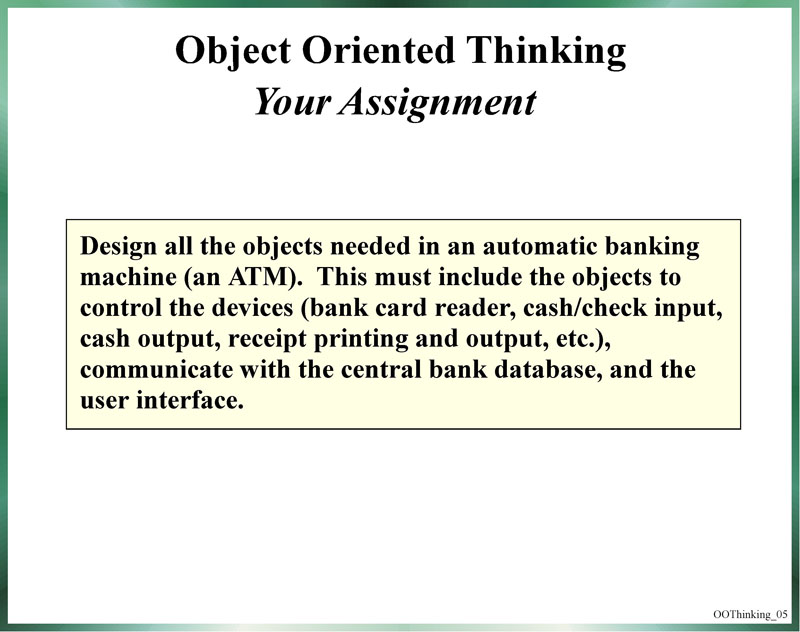 Object Oriented Thinking
Your Assignment
Design all the objects needed in an automatic banking
machine (an ATM).  This must include the objects to
control the devices (bank card reader, cash/check input,
cash output, receipt printing and output, etc.),
communicate with the central bank database, and the
user interface.
OOThinking_05